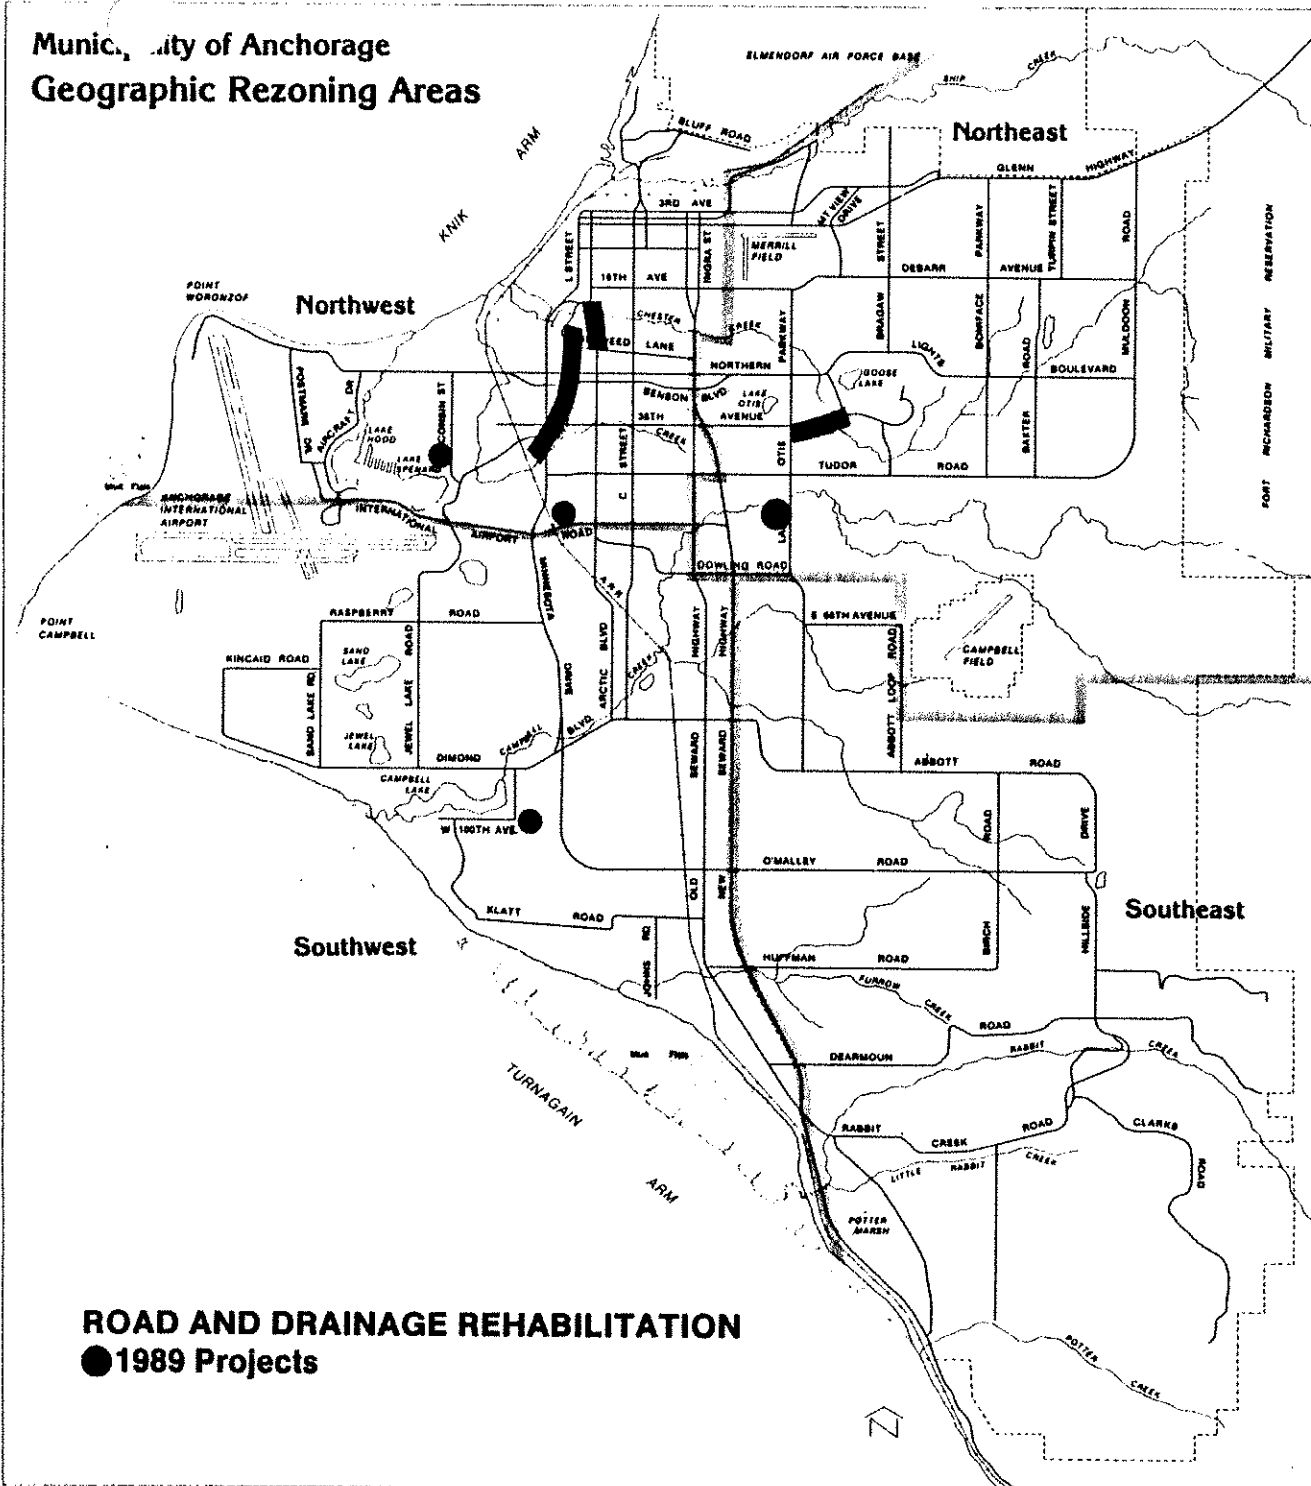 ity of Anchorage
Geographic Rezoning Areas
ELMENDORF AIR FORCE BASE
SHIP
CREEK
BLUFF ROAD
Northeast
ARM
KNIK
GLENN
HIGHWAY
3RD AVE
MT VIEW
DRIVE
L STREET
INGRA ST
MERRILL
FIELD
STREET
BRAGAW
PARKWAY
BONIFACE
TURPIN STREET
ROAD
MULDOON
FORT RICHARDSON MILITARY RESERVATION
DEBARR
AVENUE
15TH AVE
POINT
WORONZOF
Northwest
CHESTER
CREEK
PARKWAY
LANE
NORTHERN
LIGHTS
BOULEVARD
ROAD
BAXTER
GOOSE
LAKE
BENSON
BLVD
LAKE
OTIS
36TH
AVENUE
CREEK
POSTMARK DR
AIRCRAFT DR
LAKE
HOOD
LAKE
SPENARD
STREET
C
OTIS
TUDOR
ROAD
ANCHORAGE
INTERNATIONAL
AIRPORT
INTERNATIONAL
AIRPORT
ROAD
DOWLING ROAD
MINNESOTA
A.R.R.
POINT
CAMPBELL
RASPBERRY
ROAD
E 68TH AVENUE
KINCAID ROAD
SAND
LAKE
SAND LAKE RD
JEWEL LAKE ROAD
ARCTIC BLVD
CREEK
HIGHWAY
HIGHWAY
ABBOTT LOOP ROAD
CAMPBELL
FIELD
JEWEL
LAKE
DIMOND
CAMPBELL
BLVD
SEWARD
SEWARD
ABBOTT
ROAD
CAMPBELL
LAKE
W 100TH AVE
ROAD
BIRCH
DRIVE
HILLSIDE
O'MALLEY
ROAD
OLD
NEW
KLATT
ROAD
Southeast
Southwest
JOHNS RD
HUFFMAN
ROAD
FURROW
CREEK
ROAD
DEARMOUN
RABBIT
CREEK
TURNAGAIN
ARM
RABBIT
CREEK
ROAD
CLARKS
ROAD
LITTLE
RABBIT
CREEK
POTTER
MARSH
POTTER
CREEK
ROAD AND DRAINAGE REHABILITATION
1989 Projects
N